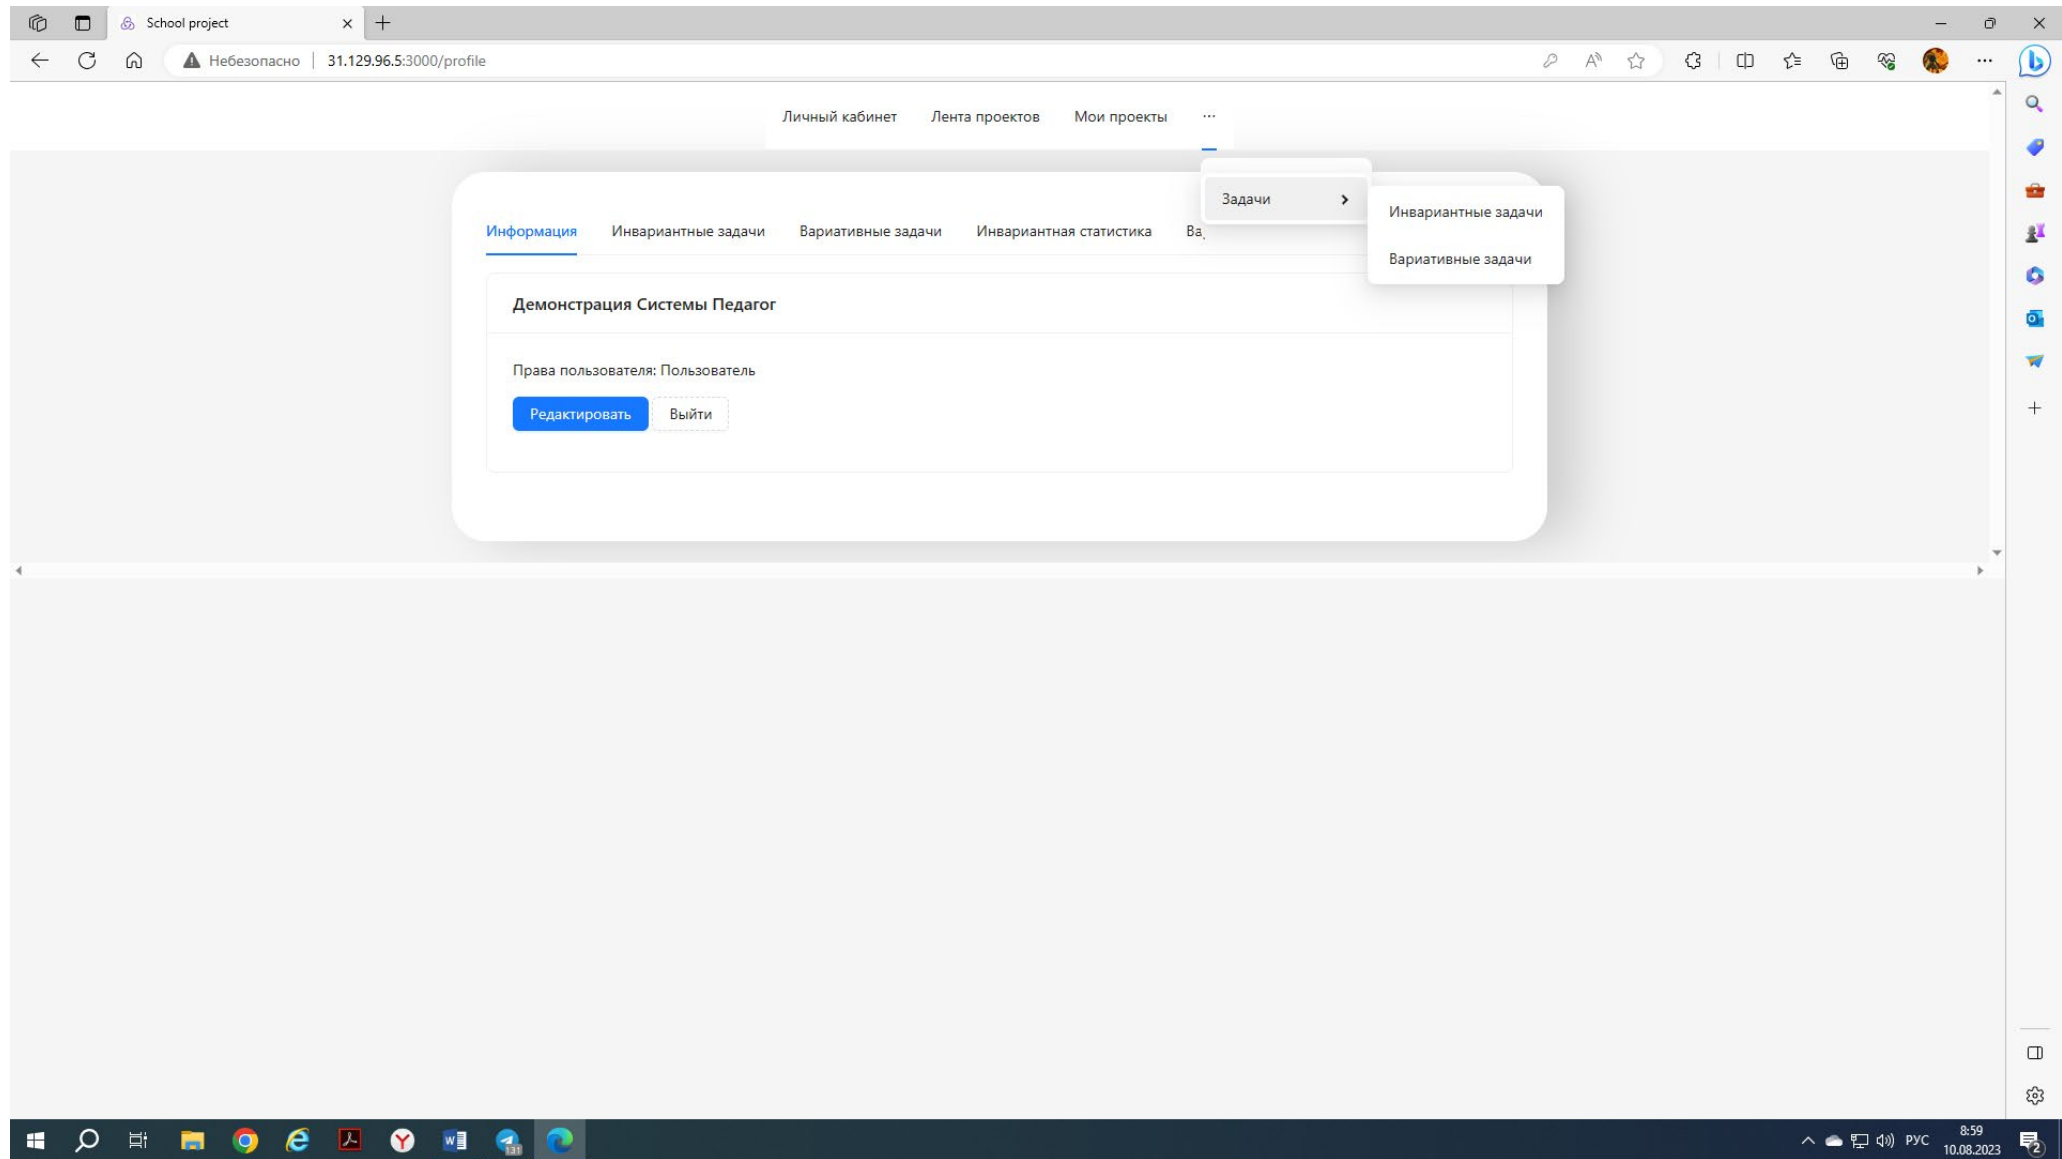 School project
Небезопасно
31.129.96.5:3000/profile
Личный кабинет Лента проектов Мои проекты ···
Задачи
Инвариантные задачи
Вариативные задачи
Информация Инвариантные задачи Вариативные задачи Инвариантная статистика Ва
Демонстрация Системы Педагог
Права пользователя: Пользователь
Редактировать Выйти
131
РУС
8:59
10.08.2023
2